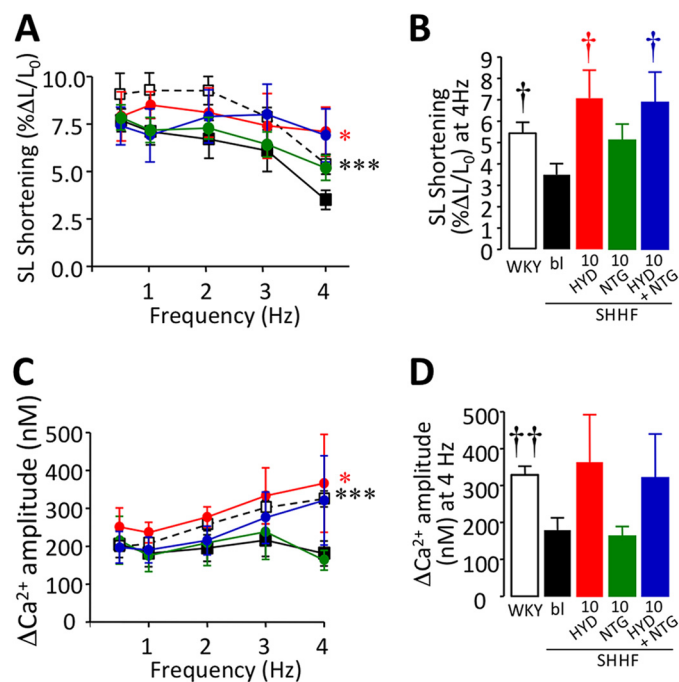 A
SL Shortening (%ΔL/L0)
10.0
7.5
5.0
2.5
0.0
*
***
1 2 3 4
Frequency (Hz)
B
SL Shortening
(%ΔL/L0) at 4Hz
9
8
7
6
5
4
3
2
1
0
†
†
†
WKY bl 10 HYD 10 NTG 10 HYD + NTG
SHHF
C
ΔCa²⁺ amplitude (nM)
500
400
300
200
100
0
*
***
1 2 3 4
Frequency (Hz)
D
ΔCa²⁺ amplitude
(nM) at 4 Hz
500
400
300
200
100
0
††
WKY bl 10 HYD 10 NTG 10 HYD + NTG
SHHF